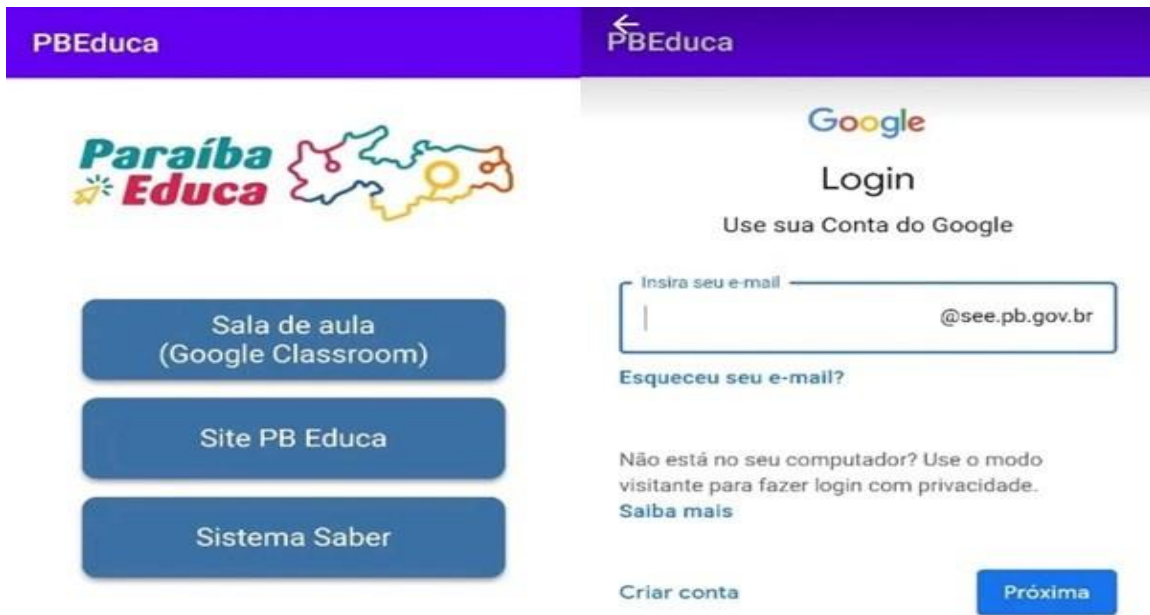 PBEduca
Paraíba
Educa
Sala de aula
(Google Classroom)
Site PB Educa
Sistema Saber
PBEduca
Google
Login
Use sua Conta do Google
Insira seu e-mail
@see.pb.gov.br
Esqueceu seu e-mail?
Não está no seu computador? Use o modo
visitante para fazer login com privacidade.
Saiba mais
Criar conta
Próxima